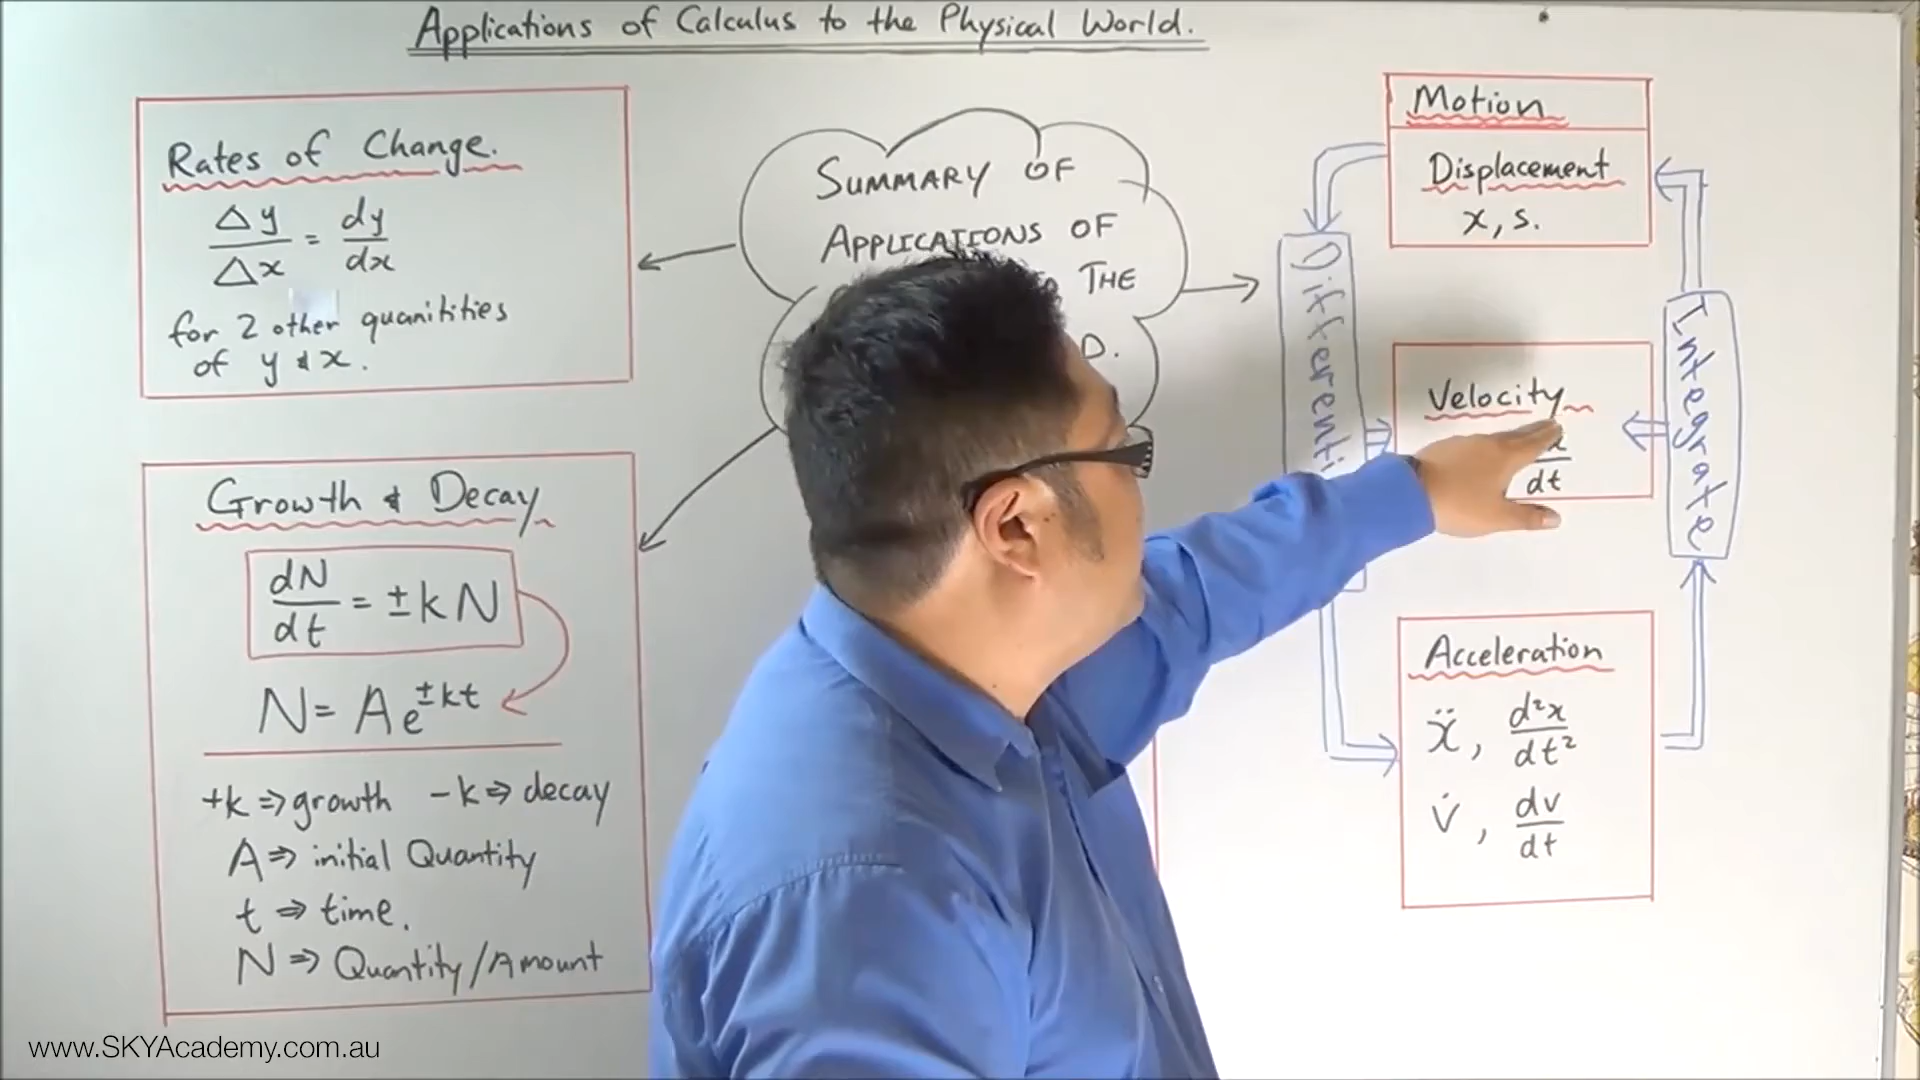 Applications of Calculus to the Physical World.
Rates of Change.
Δy/Δx = dy/dx
for 2 other quanitities
of y & x.
Growth & Decay
dN/dt = ±kN
N = Ae^±kt
+k ⇒ growth -k ⇒ decay
A ⇒ initial Quantity
t ⇒ time.
N ⇒ Quantity/Amount
SUMMARY OF
APPLICATIONS OF
THE
D.
Motion
Displacement
x, s.
Velocity
dt
Acceleration
ẍ, d²x/dt²
v̇, dv/dt
Differenti
Integrate
www.SKYAcademy.com.au